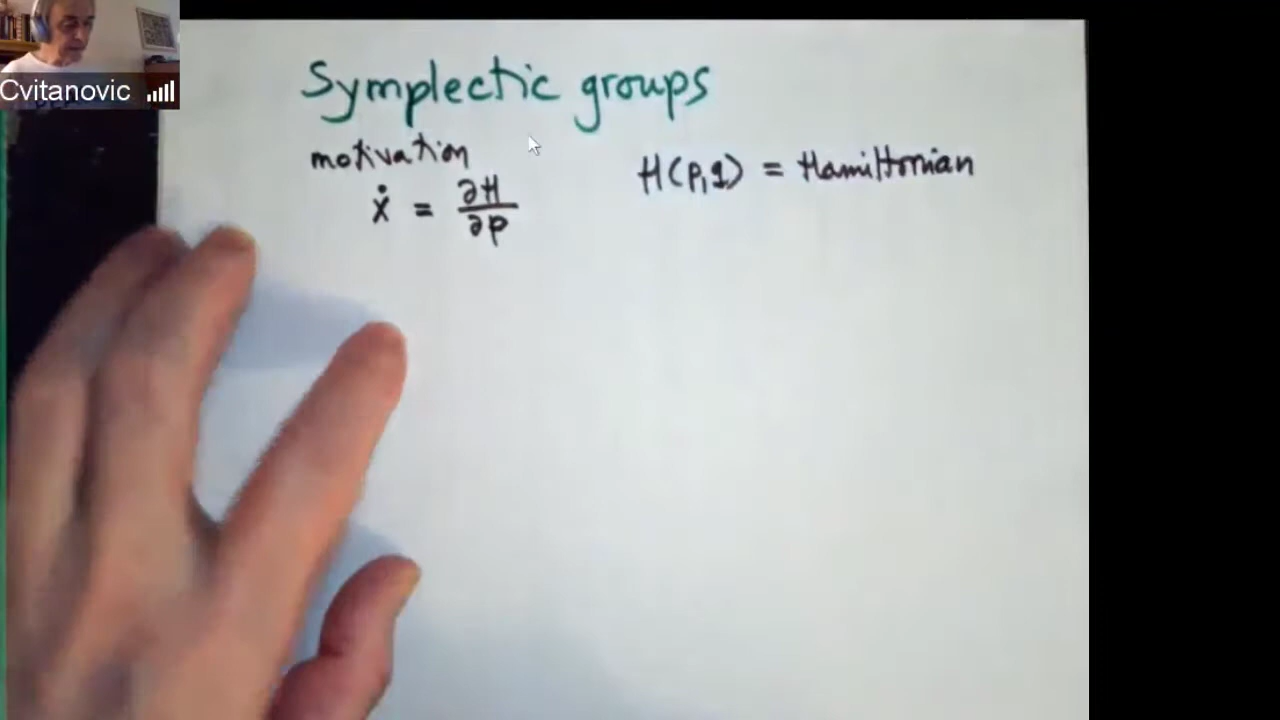 Cvitanovic
Symplectic groups
motivation
H(p,q) = Hamiltonian
ẋ = ∂H/∂p